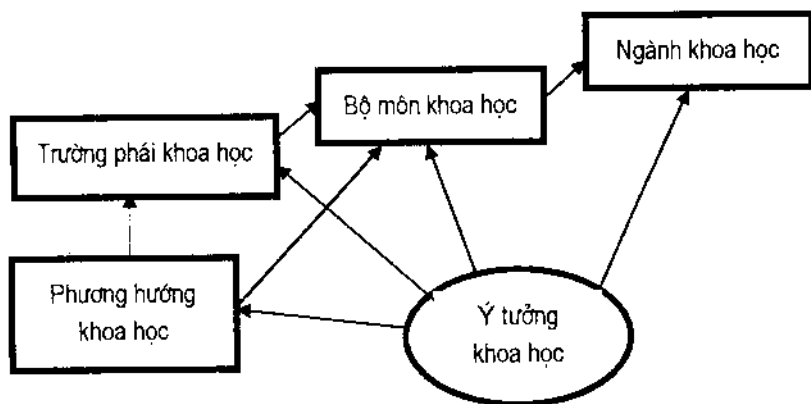 Ngành khoa học
Bộ môn khoa học
Trường phái khoa học
Phương hướng
khoa học
Ý tưởng
khoa học